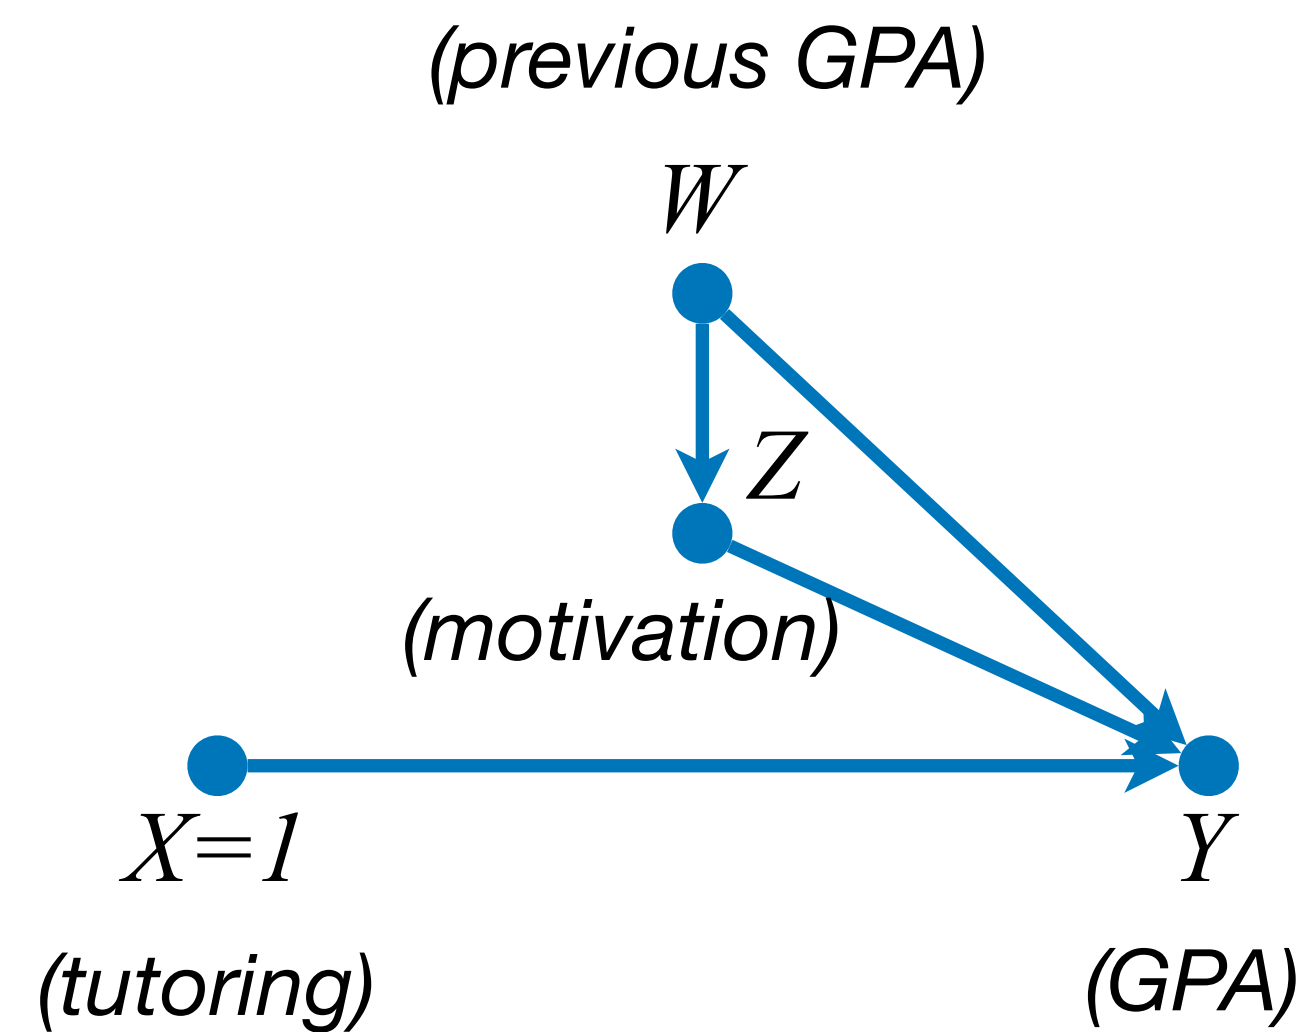 (previous GPA)
W
Z
(motivation)
X=1
Y
(tutoring)
(GPA)